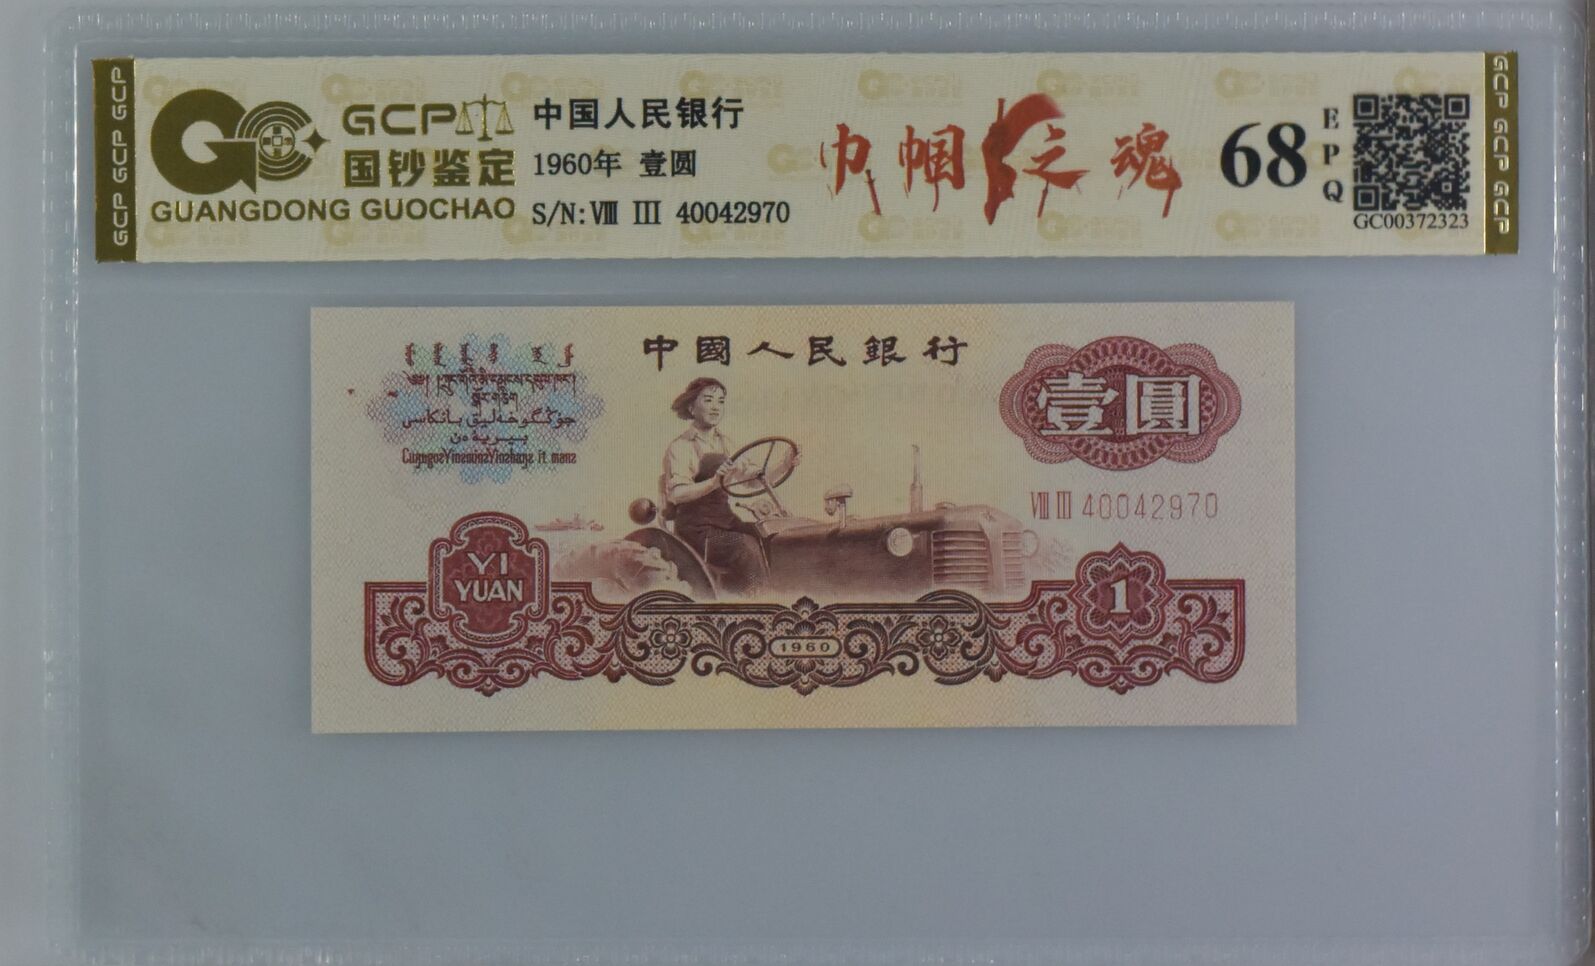 GCP GCP GCP
GCP
国钞鉴定
GUANGDONG GUOCHAO
中国人民银行
1960年 壹圆
S/N:Ⅷ Ⅲ 40042970
巾帼之魂
68
EPQ
GC00372323
GCP GCP GCP
中國人民銀行
壹圓
Ⅷ Ⅲ 40042970
YI
YUAN
1960
1